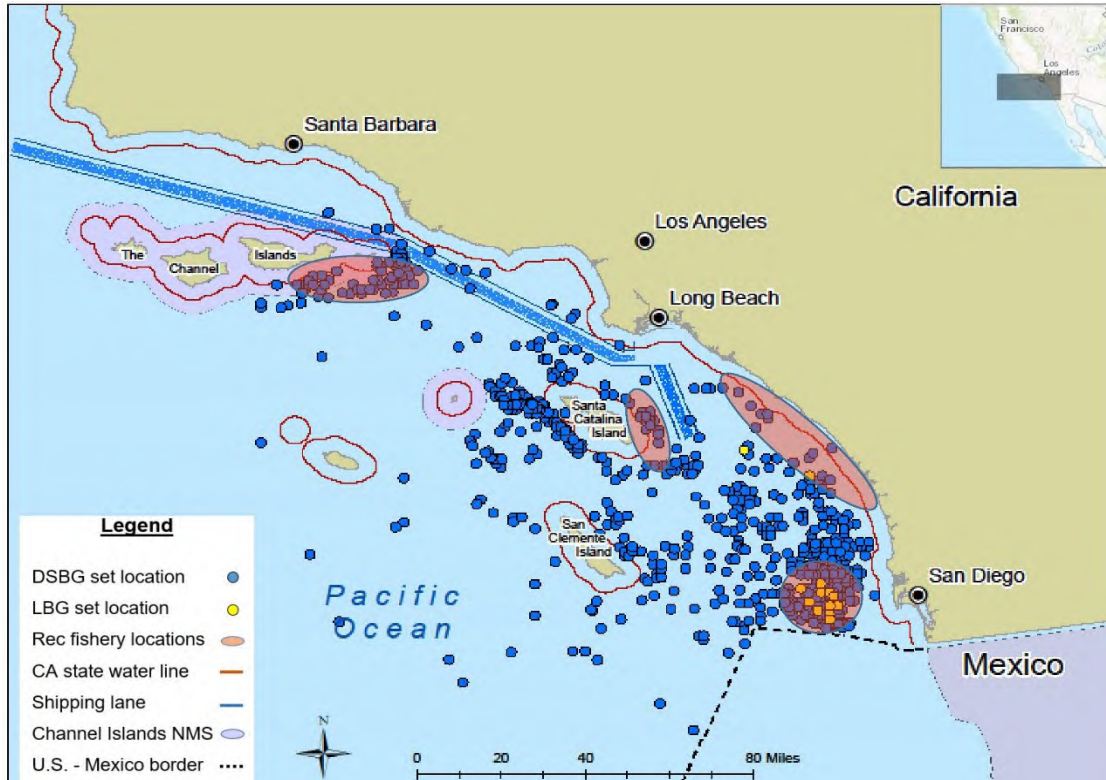 San
Francisco
Los
Angeles
Santa Barbara
California
Los Angeles
The
Channel
Islands
Long Beach
Santa
Catalina
Island
San
Clemente
Island
San Diego
Pacific
Ocean
Mexico
Legend
DSBG set location
LBG set location
Rec fishery locations
CA state water line
Shipping lane
Channel Islands NMS
U.S. - Mexico border
N
0 20 40 80 Miles